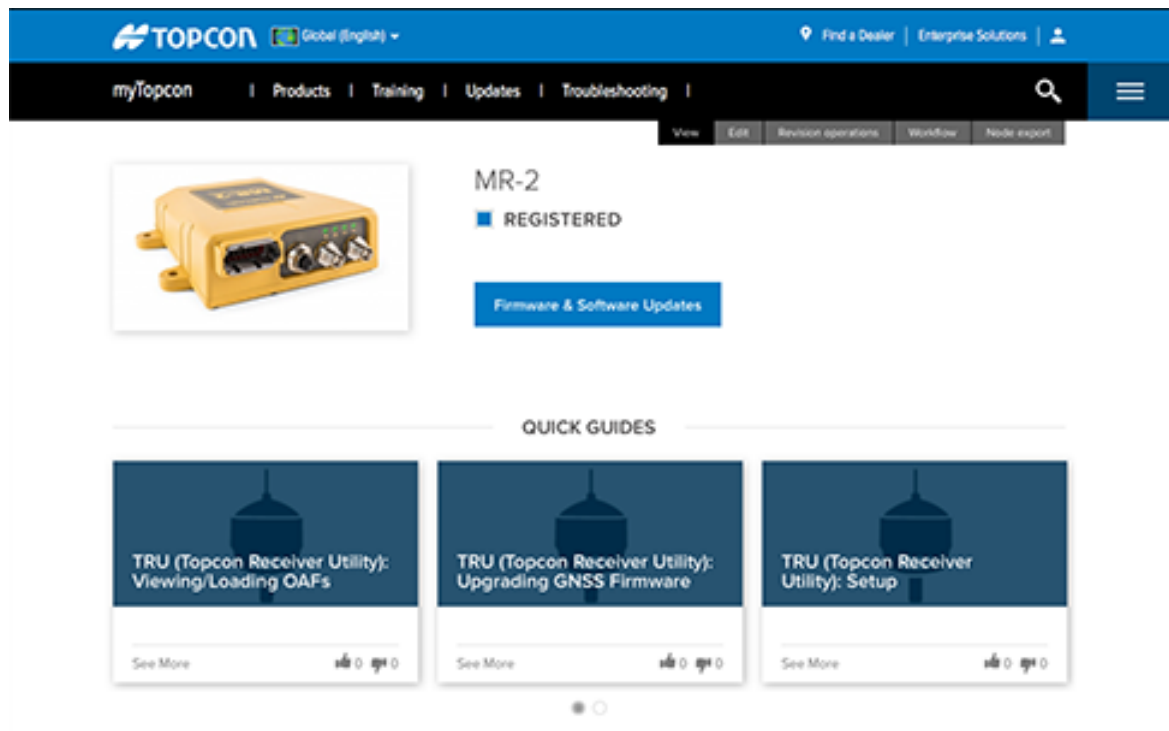 TOPCON Global (English)
Find a Dealer | Enterprise Solutions |
myTopcon | Products | Training | Updates | Troubleshooting |
View Edit Revision operations Workflow Node export
MR-2
REGISTERED
Firmware & Software Updates
QUICK GUIDES
TRU (Topcon Receiver Utility):
Viewing/Loading OAFs
See More 0 0
TRU (Topcon Receiver Utility):
Upgrading GNSS Firmware
See More 0 0
TRU (Topcon Receiver
Utility): Setup
See More 0 0